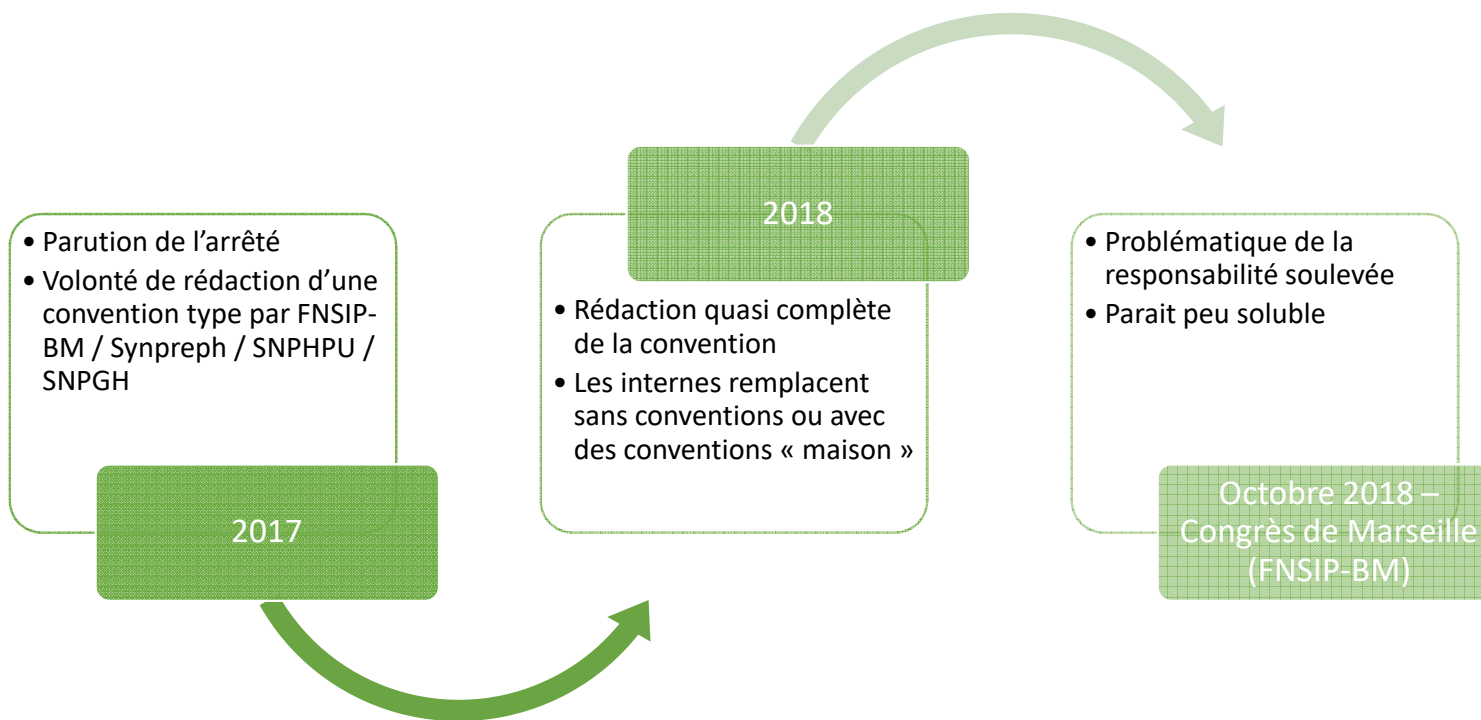 • Parution de l’arrêté
• Volonté de rédaction d’une
convention type par FNSIP-
BM / Synpreph / SNPHPU /
SNPGH
2017
2018
• Rédaction quasi complète
de la convention
• Les internes remplacent
sans conventions ou avec
des conventions « maison »
• Problématique de la
responsabilité soulevée
• Parait peu soluble
Octobre 2018 –
Congrès de Marseille
(FNSIP-BM)